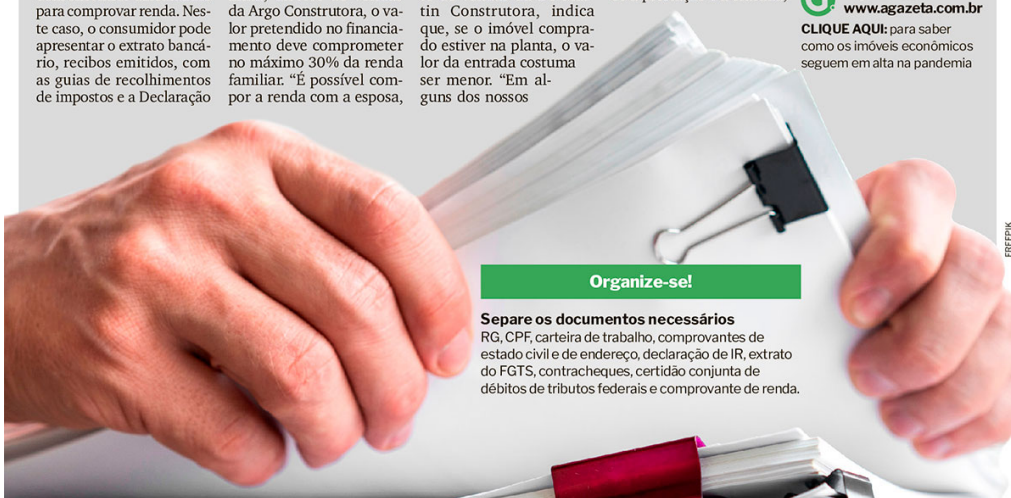 para comprovar renda. Nes-
te caso, o consumidor pode
apresentar o extrato bancá-
rio, recibos emitidos, com
as guias de recolhimentos
de impostos e a Declaração
da Argo Construtora, o va-
lor pretendido no financia-
mento deve comprometer
no máximo 30% da renda
familiar. “É possível com-
por a renda com a esposa,
tin Construtora, indica
que, se o imóvel compra-
do estiver na planta, o va-
lor da entrada costuma
ser menor. “Em al-
guns dos nossos
www.agazeta.com.br
CLIQUE AQUI: para saber
como os imóveis econômicos
seguem em alta na pandemia
FREEPIK
Organize-se!
Separe os documentos necessários
RG, CPF, carteira de trabalho, comprovantes de
estado civil e de endereço, declaração de IR, extrato
do FGTS, contracheques, certidão conjunta de
débitos de tributos federais e comprovante de renda.